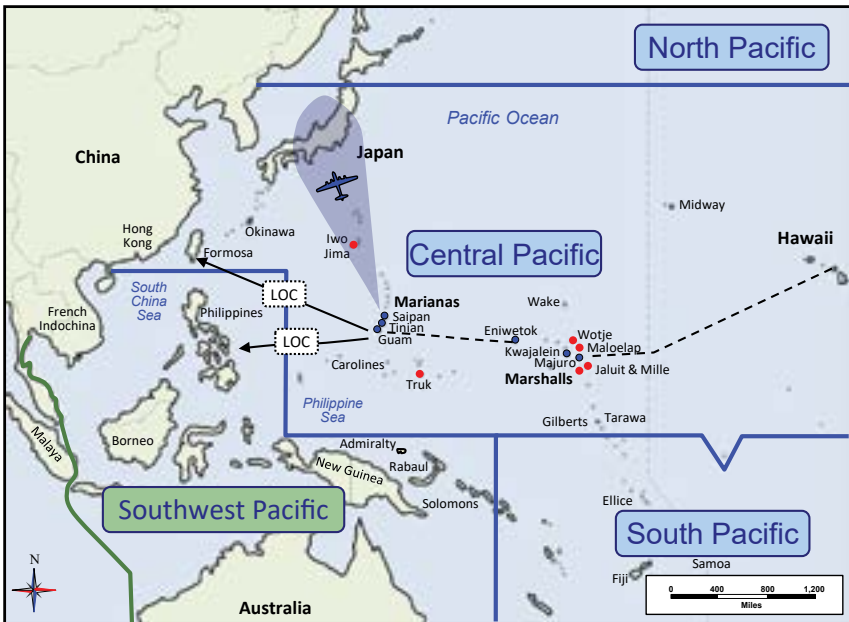 North Pacific
Pacific Ocean
China
Japan
Midway
Okinawa
Hong
Kong
Formosa
Iwo
Jima
Central Pacific
Hawaii
South
China
Sea
LOC
Marianas
Saipan
Tinian
Guam
Wake
French
Indochina
Philippines
LOC
Eniwetok
Wotje
Maloelap
Kwajalein
Majuro
Marshalls
Jaluit & Mille
Carolines
Truk
Philippine
Sea
Gilberts
Tarawa
Malaya
Borneo
Admiralty
New Guinea
Rabaul
Solomons
Southwest Pacific
Ellice
South Pacific
Samoa
Fiji
N
Australia
0 400 800 1,200
Miles